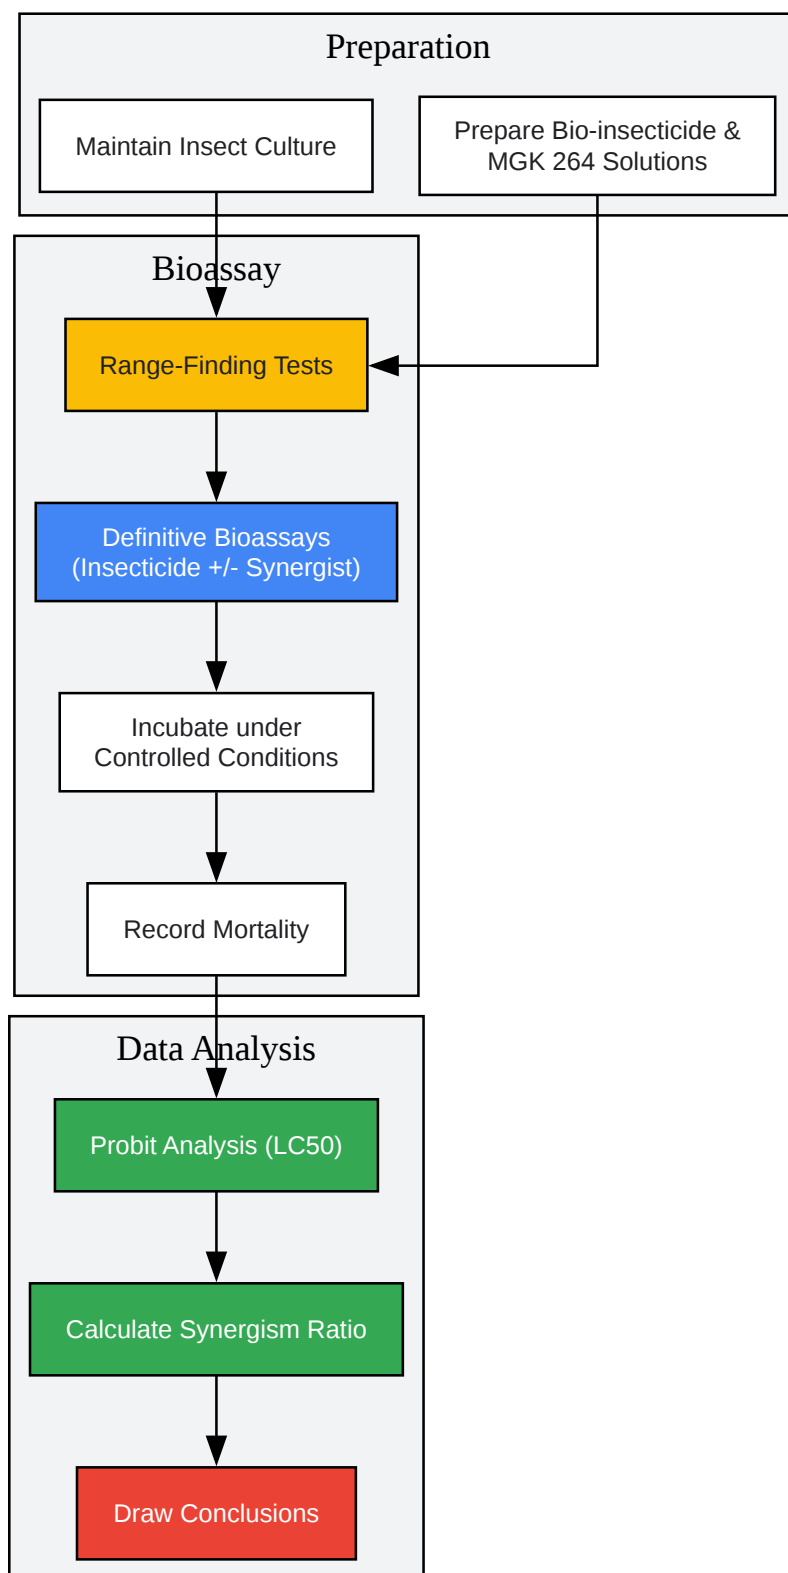 Preparation
Maintain Insect Culture
Prepare Bio-insecticide &
MGK 264 Solutions
Bioassay
Range-Finding Tests
Definitive Bioassays
(Insecticide +/- Synergist)
Incubate under
Controlled Conditions
Record Mortality
Data Analysis
Probit Analysis (LC50)
Calculate Synergism Ratio
Draw Conclusions